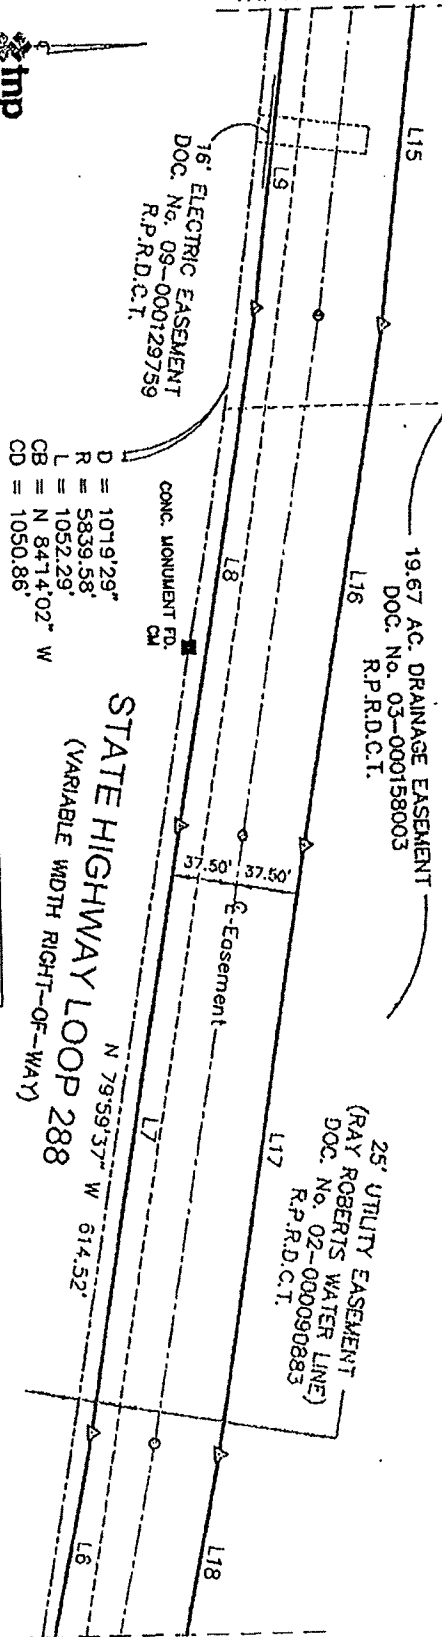 tnp
L15
L9
16' ELECTRIC EASEMENT
DOC. No. 09-000129759
R.P.R.D.C.T.
19.67 AC. DRAINAGE EASEMENT
DOC. No. 03-000158003
R.P.R.D.C.T.
L16
L8
D = 10°19'29"
R = 5839.58'
L = 1052.29'
CB = N 84°14'02" W
CD = 1050.86'
CONC. MONUMENT FD.
CM
37.50' 37.50'
℄-Easement
STATE HIGHWAY LOOP 288
(VARIABLE WIDTH RIGHT-OF-WAY)
N 79°59'37" W 614.52'
L17
L7
25' UTILITY EASEMENT
(RAY ROBERTS WATER LINE)
DOC. No. 02-000090883
R.P.R.D.C.T.
L18
L6